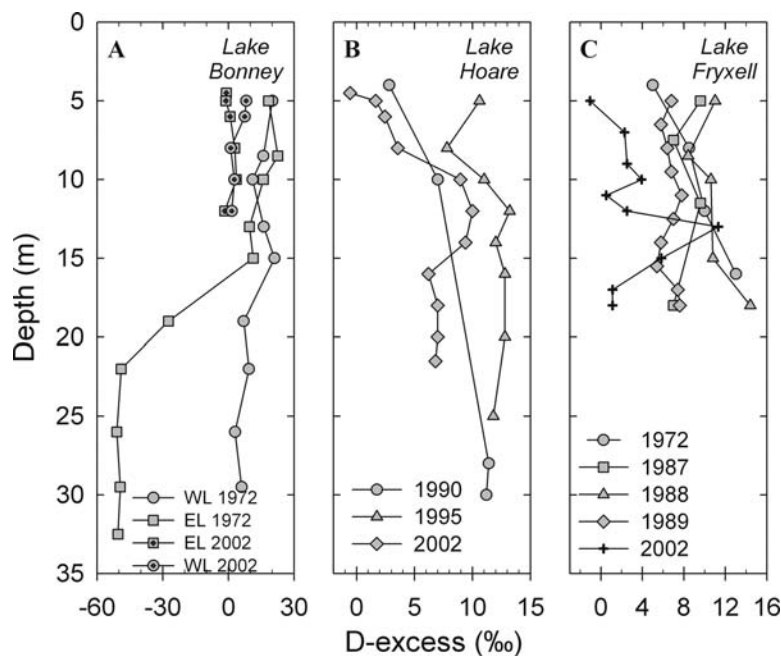 A Lake Bonney
B Lake Hoare
C Lake Fryxell
0
5
10
15
20
25
30
35
Depth (m)
WL 1972
EL 1972
EL 2002
WL 2002
1990
1995
2002
1972
1987
1988
1989
2002
-60 -30 0 30
0 5 10 15
0 4 8 12 16
D-excess (‰)